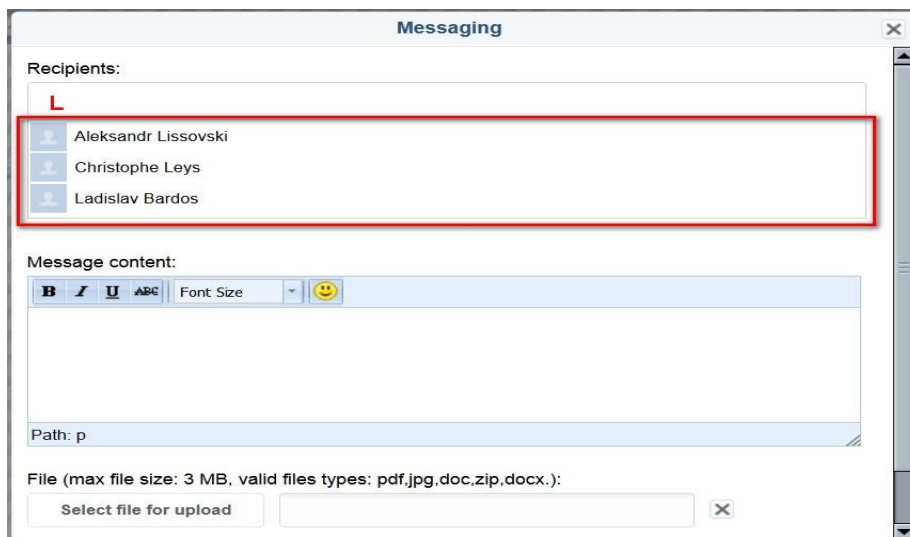 Messaging
Recipients:
L
Aleksandr Lissovski
Christophe Leys
Ladislav Bardos
Message content:
B I U ABC Font Size
Path: p
File (max file size: 3 MB, valid files types: pdf,jpg,doc,zip,docx.):
Select file for upload